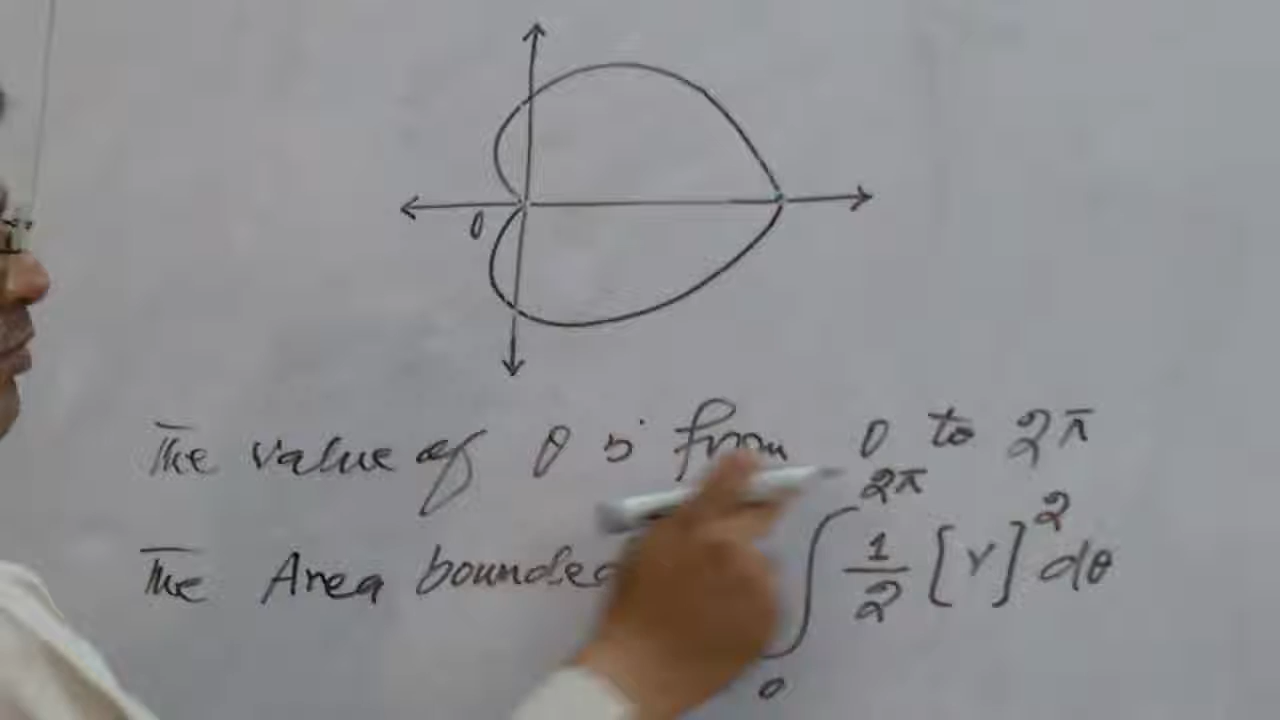 0
The value of θ is from 0 to 2π
The Area bounded ∫₀^{2π} 1/2 [r]² dθ